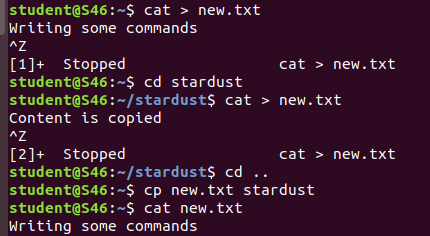 student@S46:~$ cat > new.txt
Writing some commands
^Z
[1]+  Stopped                 cat > new.txt
student@S46:~$ cd stardust
student@S46:~/stardust$ cat > new.txt
Content is copied
^Z
[2]+  Stopped                 cat > new.txt
student@S46:~/stardust$ cd ..
student@S46:~$ cp new.txt stardust
student@S46:~$ cat new.txt
Writing some commands